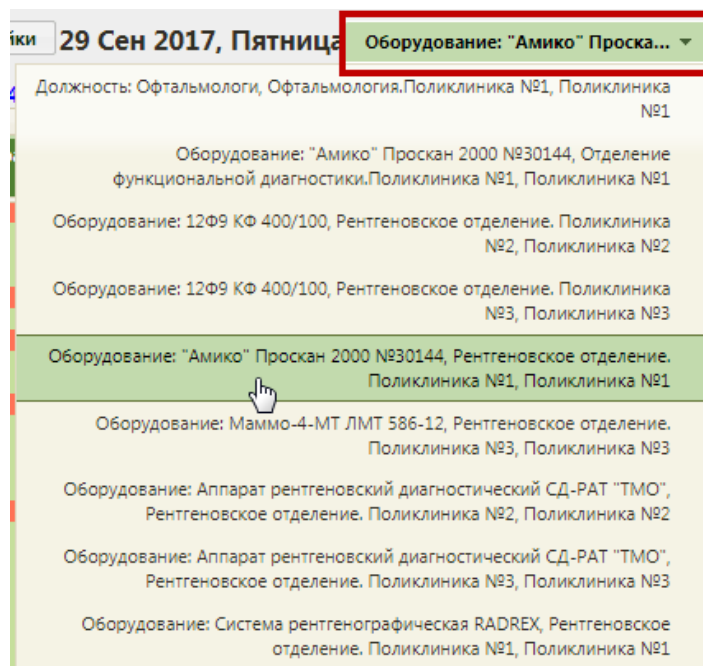 йки
29 Сен 2017, Пятница
Оборудование: "Амико" Проска...
Должность: Офтальмологи, Офтальмология.Поликлиника №1, Поликлиника
№1
Оборудование: "Амико" Проскан 2000 №30144, Отделение
функциональной диагностики.Поликлиника №1, Поликлиника №1
Оборудование: 12Ф9 КФ 400/100, Рентгеновское отделение. Поликлиника
№2, Поликлиника №2
Оборудование: 12Ф9 КФ 400/100, Рентгеновское отделение. Поликлиника
№3, Поликлиника №3
Оборудование: "Амико" Проскан 2000 №30144, Рентгеновское отделение.
Поликлиника №1, Поликлиника №1
Оборудование: Маммо-4-МТ ЛМТ 586-12, Рентгеновское отделение.
Поликлиника №3, Поликлиника №3
Оборудование: Аппарат рентгеновский диагностический СД-РАТ "ТМО",
Рентгеновское отделение. Поликлиника №2, Поликлиника №2
Оборудование: Аппарат рентгеновский диагностический СД-РАТ "ТМО",
Рентгеновское отделение. Поликлиника №3, Поликлиника №3
Оборудование: Система рентгенографическая RADREX, Рентгеновское
отделение. Поликлиника №1, Поликлиника №1